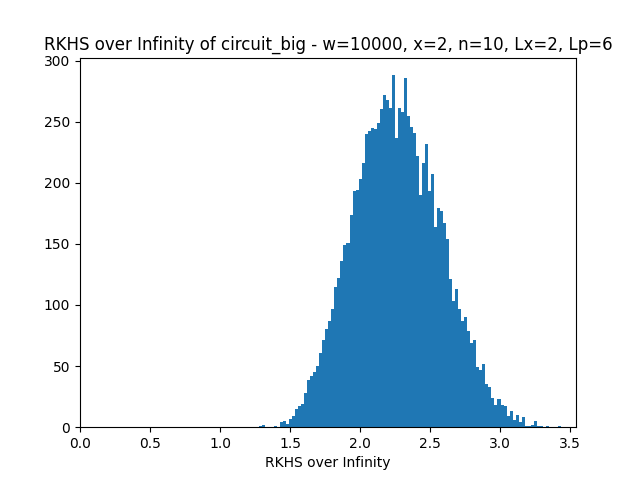 RKHS over Infinity of circuit_big - w=10000, x=2, n=10, Lx=2, Lp=6
300
250
200
150
100
50
0
0.0 0.5 1.0 1.5 2.0 2.5 3.0 3.5
RKHS over Infinity